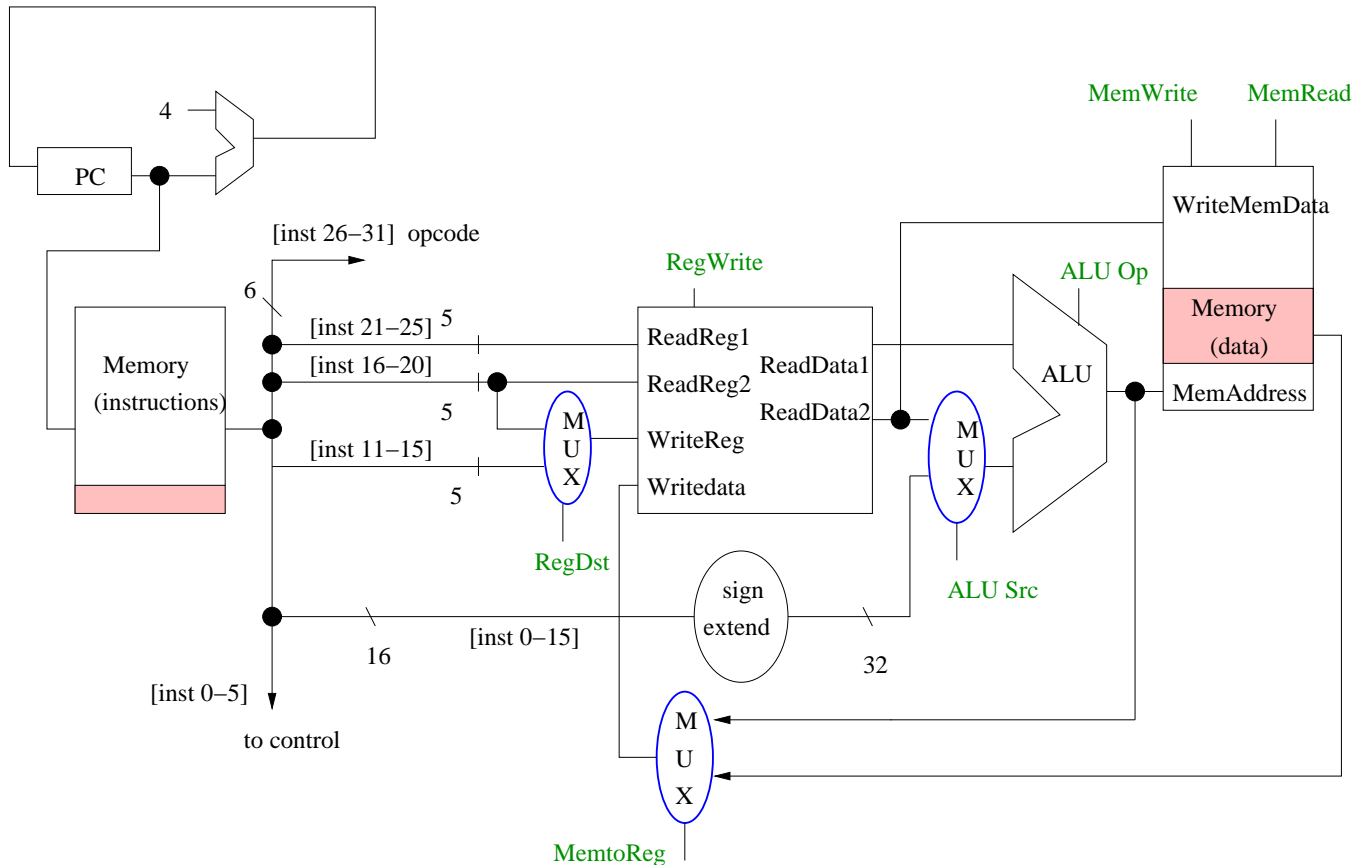 MemWrite MemRead
4
PC
WriteMemData
[inst 26–31] opcode
RegWrite
ALU Op
6
5
[inst 21–25]
ReadReg1
Memory
(data)
Memory
(instructions)
[inst 16–20]
ReadData1
ALU
ReadReg2
MemAddress
5
ReadData2
M
U
X
WriteReg
M
U
X
[inst 11–15]
5
Writedata
RegDst
sign
extend
ALU Src
16
[inst 0–15]
32
[inst 0–5]
to control
M
U
X
MemtoReg